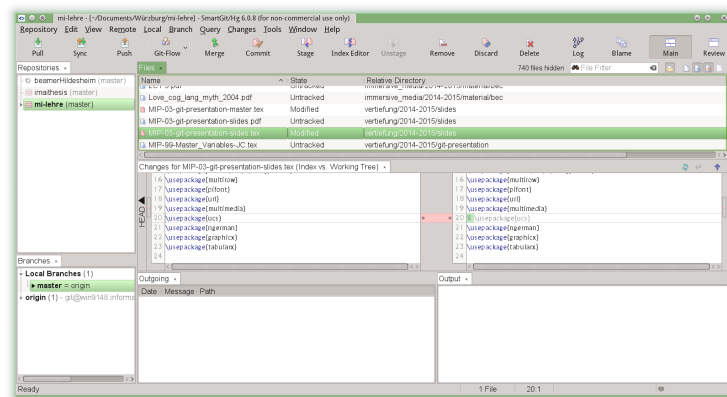 mi-lehre - [~/Documents/Würzburg/mi-lehre] - SmartGit/Hg 6.0.8 (for non-commercial use only)
Repository Edit View Remote Local Branch Query Changes Tools Window Help
Pull Sync Push Git-Flow Merge Commit Stage Index Editor Unstage Remove Discard Delete Log Blame Main Review
Repositories
beamerHildesheim (master)
imaithesis (master)
mi-lehre (master)
Files
740 files hidden
File Filter
Name State Relative Directory
Untracked immersive_media/2014-2015/material/bec
Love_cog_lang_myth_2004.pdf Untracked immersive_media/2014-2015/material/bec
MIP-03-git-presentation-master.tex Modified vertiefung/2014-2015/slides
MIP-03-git-presentation-slides.pdf Untracked vertiefung/2014-2015/slides
MIP-03-git-presentation-slides.tex Modified vertiefung/2014-2015/slides
MIP-99-Master_Variables-JC.tex Untracked vertiefung/2014-2015/git-presentation
Changes for MIP-03-git-presentation-slides.tex (Index vs. Working Tree)
HEAD
16 \usepackage{multirow}
17 \usepackage{pifont}
18 \usepackage{url}
19 \usepackage{multimedia}
20 \usepackage{ucs}
21 \usepackage{ngerman}
22 \usepackage{graphicx}
23 \usepackage{tabularx}
24
16 \usepackage{multirow}
17 \usepackage{pifont}
18 \usepackage{url}
19 \usepackage{multimedia}
20 % \usepackage{ucs}
21 \usepackage{ngerman}
22 \usepackage{graphicx}
23 \usepackage{tabularx}
24
Branches
Local Branches (1)
master = origin
origin (1) - git@win9148.informa
Outgoing
Date Message Path
Output
Ready
1 File 20:1